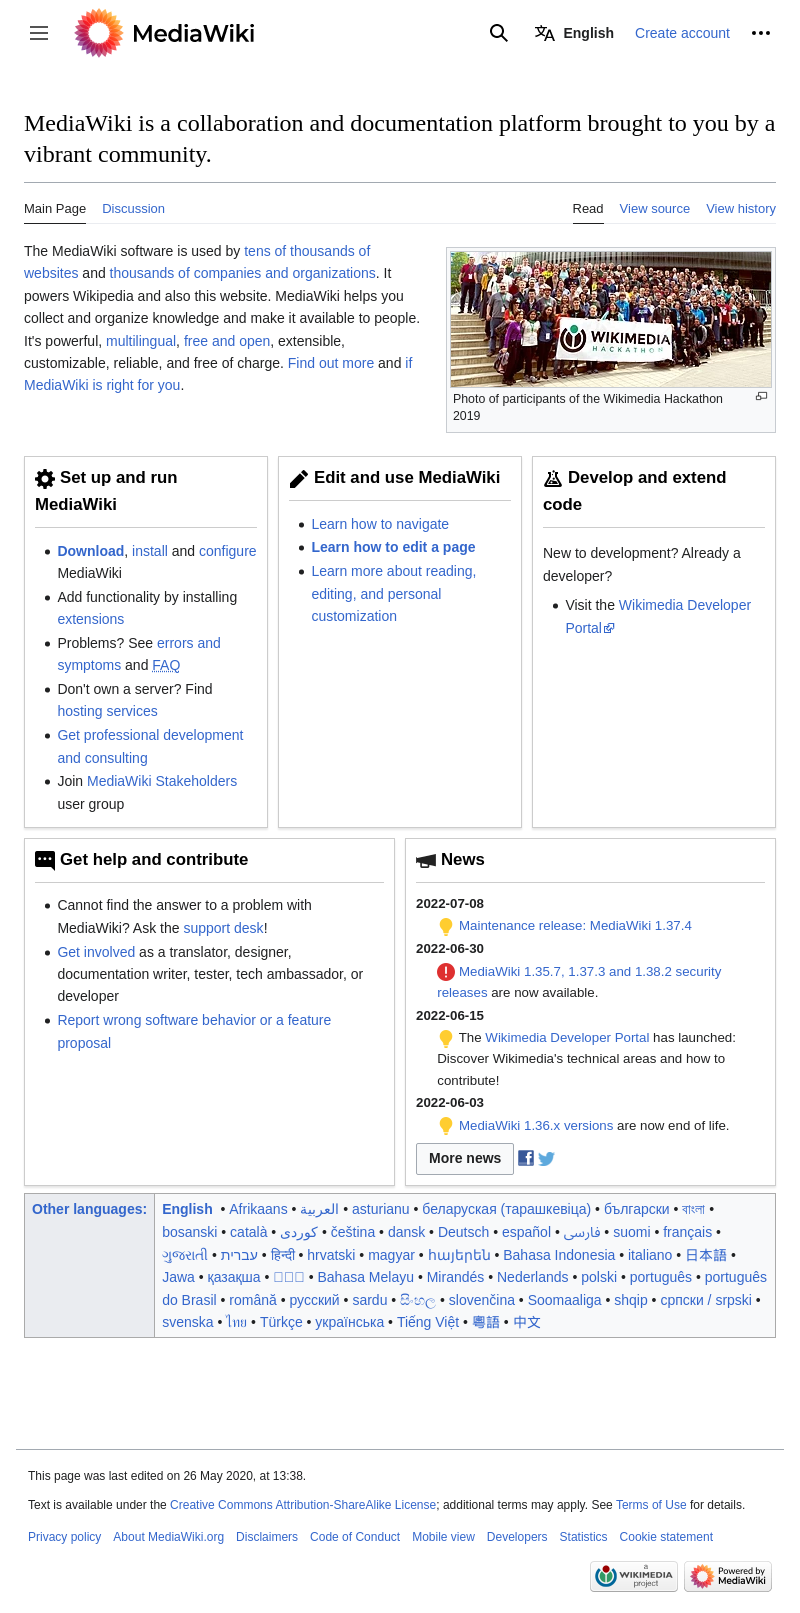 MediaWiki
English
Create account
MediaWiki is a collaboration and documentation platform brought to you by a
vibrant community.
Main Page
Discussion
Read
View source
View history
The MediaWiki software is used by tens of thousands of
websites and thousands of companies and organizations. It
powers Wikipedia and also this website. MediaWiki helps you
collect and organize knowledge and make it available to people.
It's powerful, multilingual, free and open, extensible,
customizable, reliable, and free of charge. Find out more and if
MediaWiki is right for you.
WIKIMEDIA
HACKATHON
Photo of participants of the Wikimedia Hackathon
2019
Set up and run
MediaWiki
Download, install and configure
MediaWiki
Add functionality by installing
extensions
Problems? See errors and
symptoms and FAQ
Don't own a server? Find
hosting services
Get professional development
and consulting
Join MediaWiki Stakeholders
user group
Edit and use MediaWiki
Learn how to navigate
Learn how to edit a page
Learn more about reading,
editing, and personal
customization
Develop and extend
code
New to development? Already a
developer?
Visit the Wikimedia Developer
Portal
Get help and contribute
Cannot find the answer to a problem with
MediaWiki? Ask the support desk!
Get involved as a translator, designer,
documentation writer, tester, tech ambassador, or
developer
Report wrong software behavior or a feature
proposal
News
2022-07-08
Maintenance release: MediaWiki 1.37.4
2022-06-30
MediaWiki 1.35.7, 1.37.3 and 1.38.2 security
releases are now available.
2022-06-15
The Wikimedia Developer Portal has launched:
Discover Wikimedia's technical areas and how to
contribute!
2022-06-03
MediaWiki 1.36.x versions are now end of life.
More news
Other languages:
English • Afrikaans • العربية • asturianu • беларуская (тарашкевіца) • български • বাংলা •
bosanski • català • کوردی • čeština • dansk • Deutsch • español • فارسی • suomi • français •
ગુજરાતી • עברית • हिन्दी • hrvatski • magyar • հայերեն • Bahasa Indonesia • italiano • 日本語 •
Jawa • қазақша • • Bahasa Melayu • Mirandés • Nederlands • polski • português • português
do Brasil • română • русский • sardu • සිංහල • slovenčina • Soomaaliga • shqip • српски / srpski •
svenska • ไทย • Türkçe • українська • Tiếng Việt • 粵語 • 中文
This page was last edited on 26 May 2020, at 13:38.
Text is available under the Creative Commons Attribution-ShareAlike License; additional terms may apply. See Terms of Use for details.
Privacy policy
About MediaWiki.org
Disclaimers
Code of Conduct
Mobile view
Developers
Statistics
Cookie statement
a
WIKIMEDIA
project
Powered by
MediaWiki